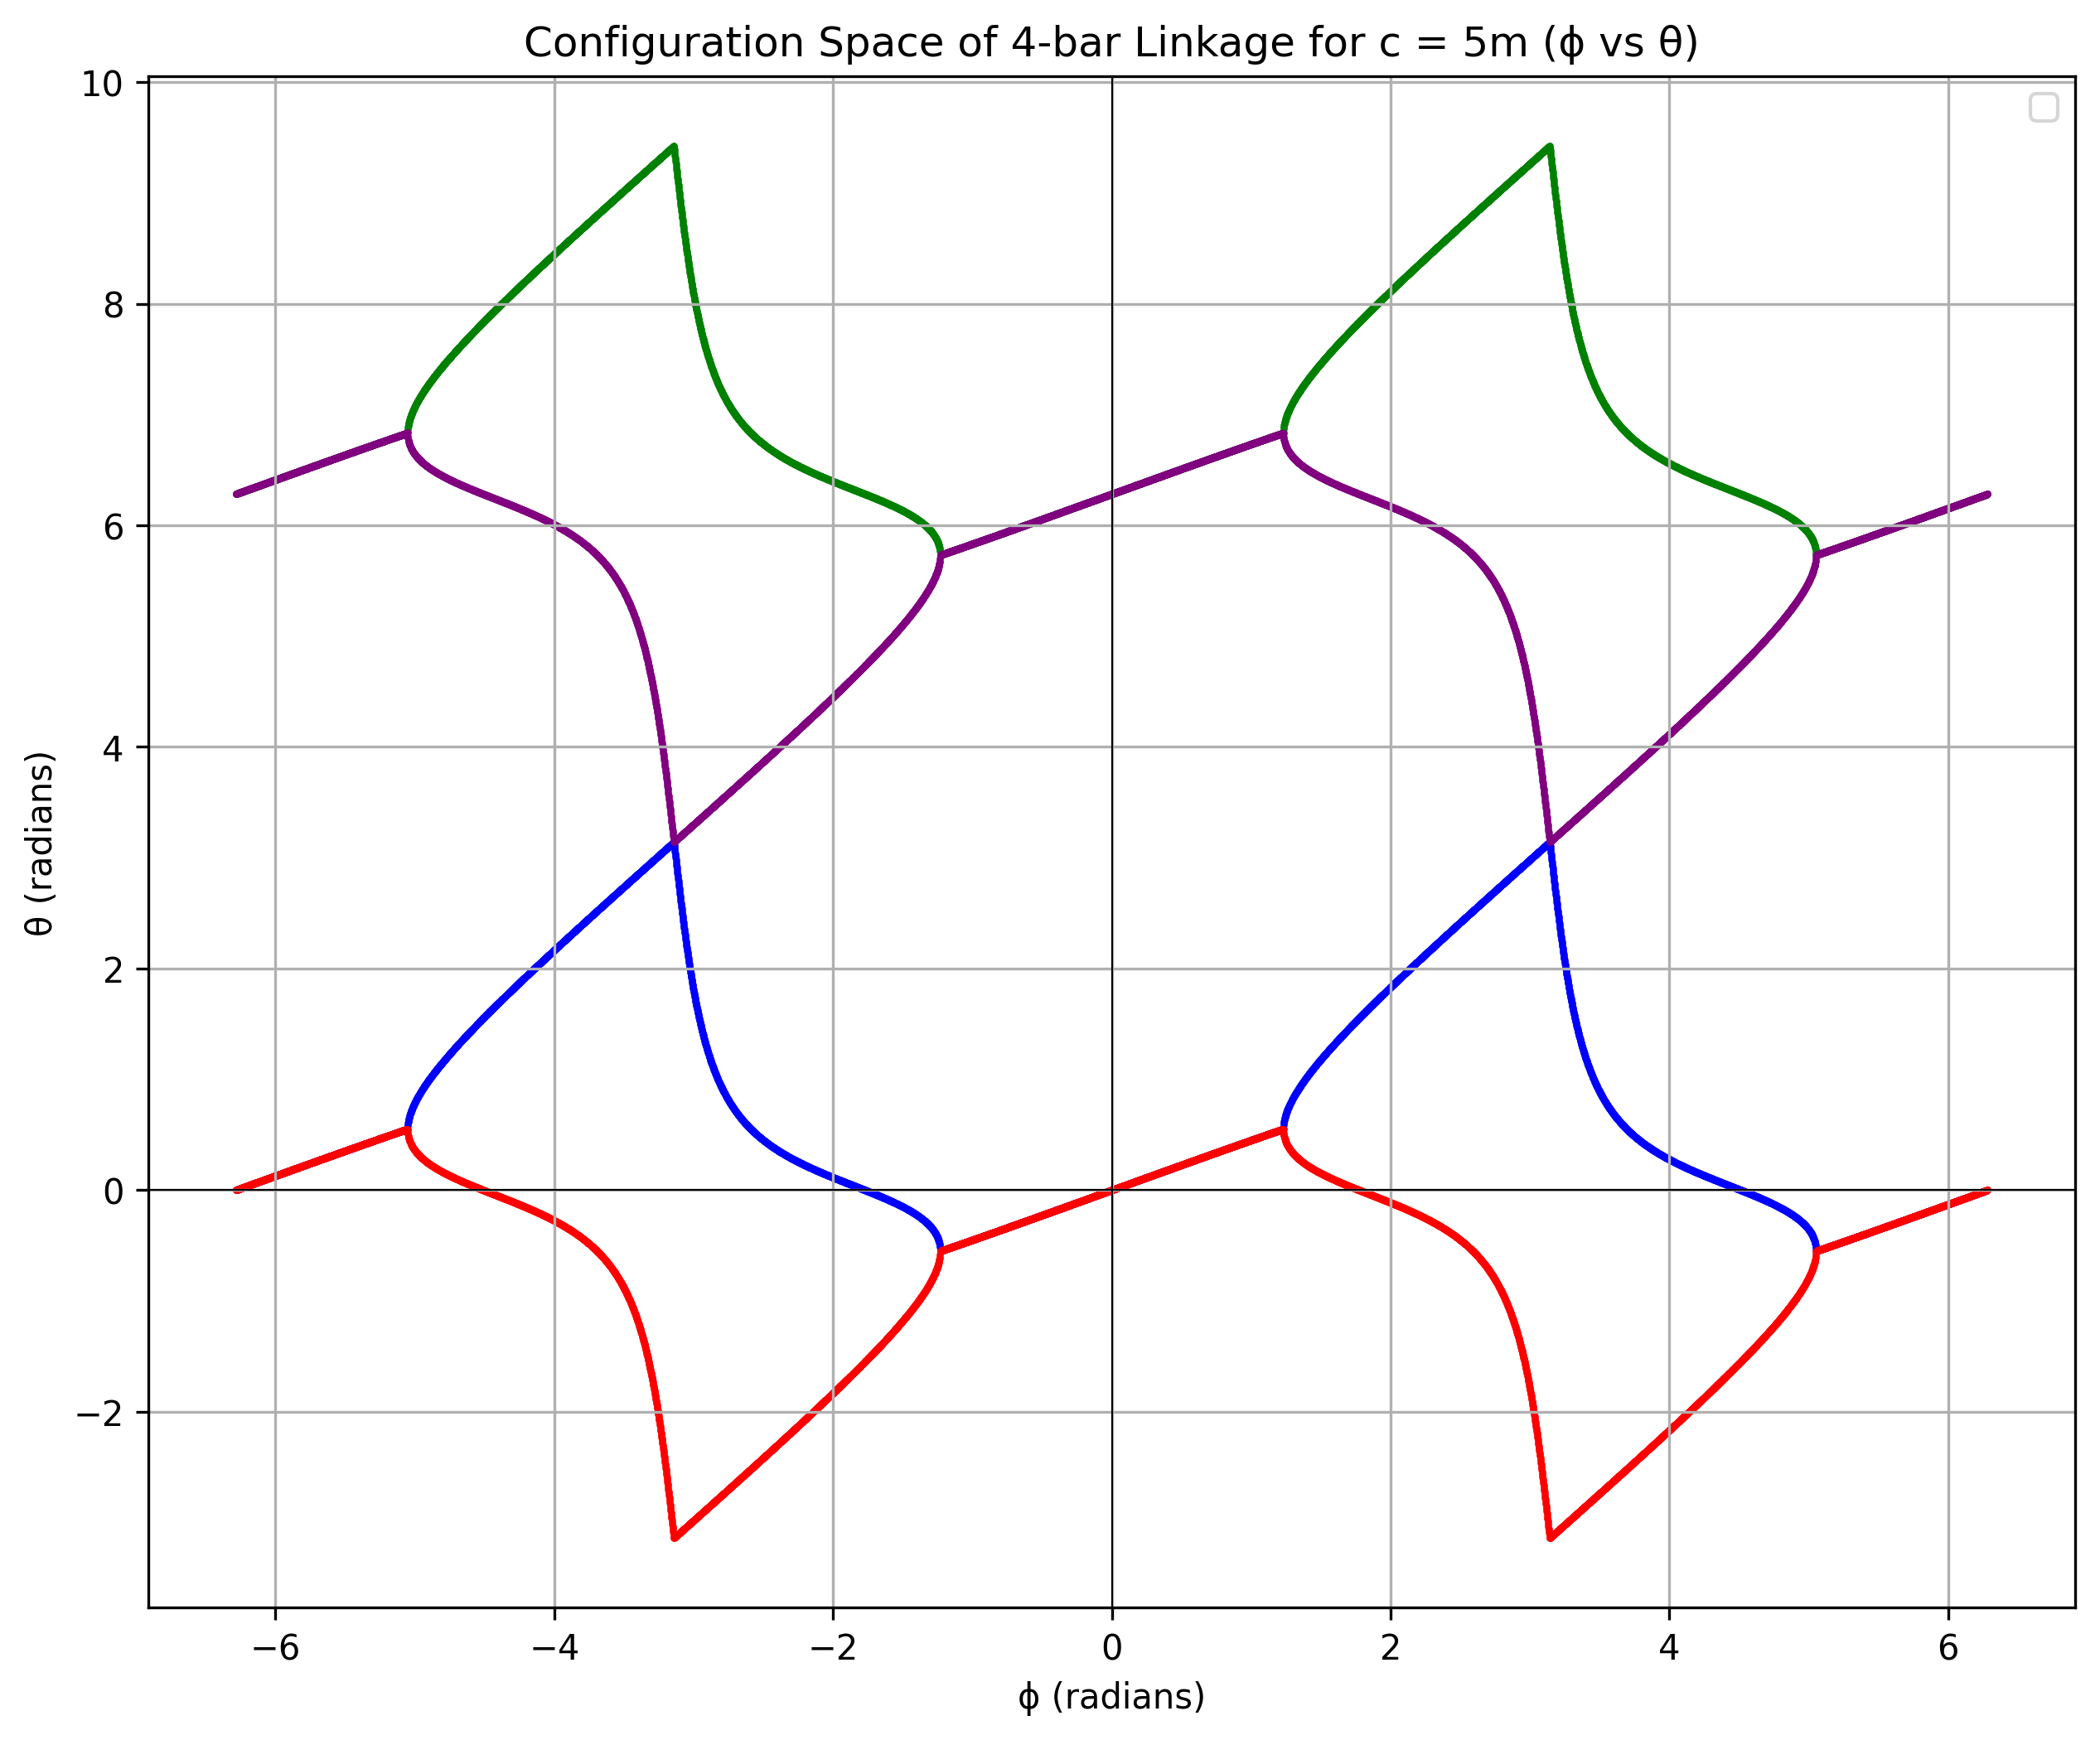 Configuration Space of 4-bar Linkage for c = 5m (ϕ vs θ)
10
8
6
4
2
0
−2
θ (radians)
−6 −4 −2 0 2 4 6
ϕ (radians)